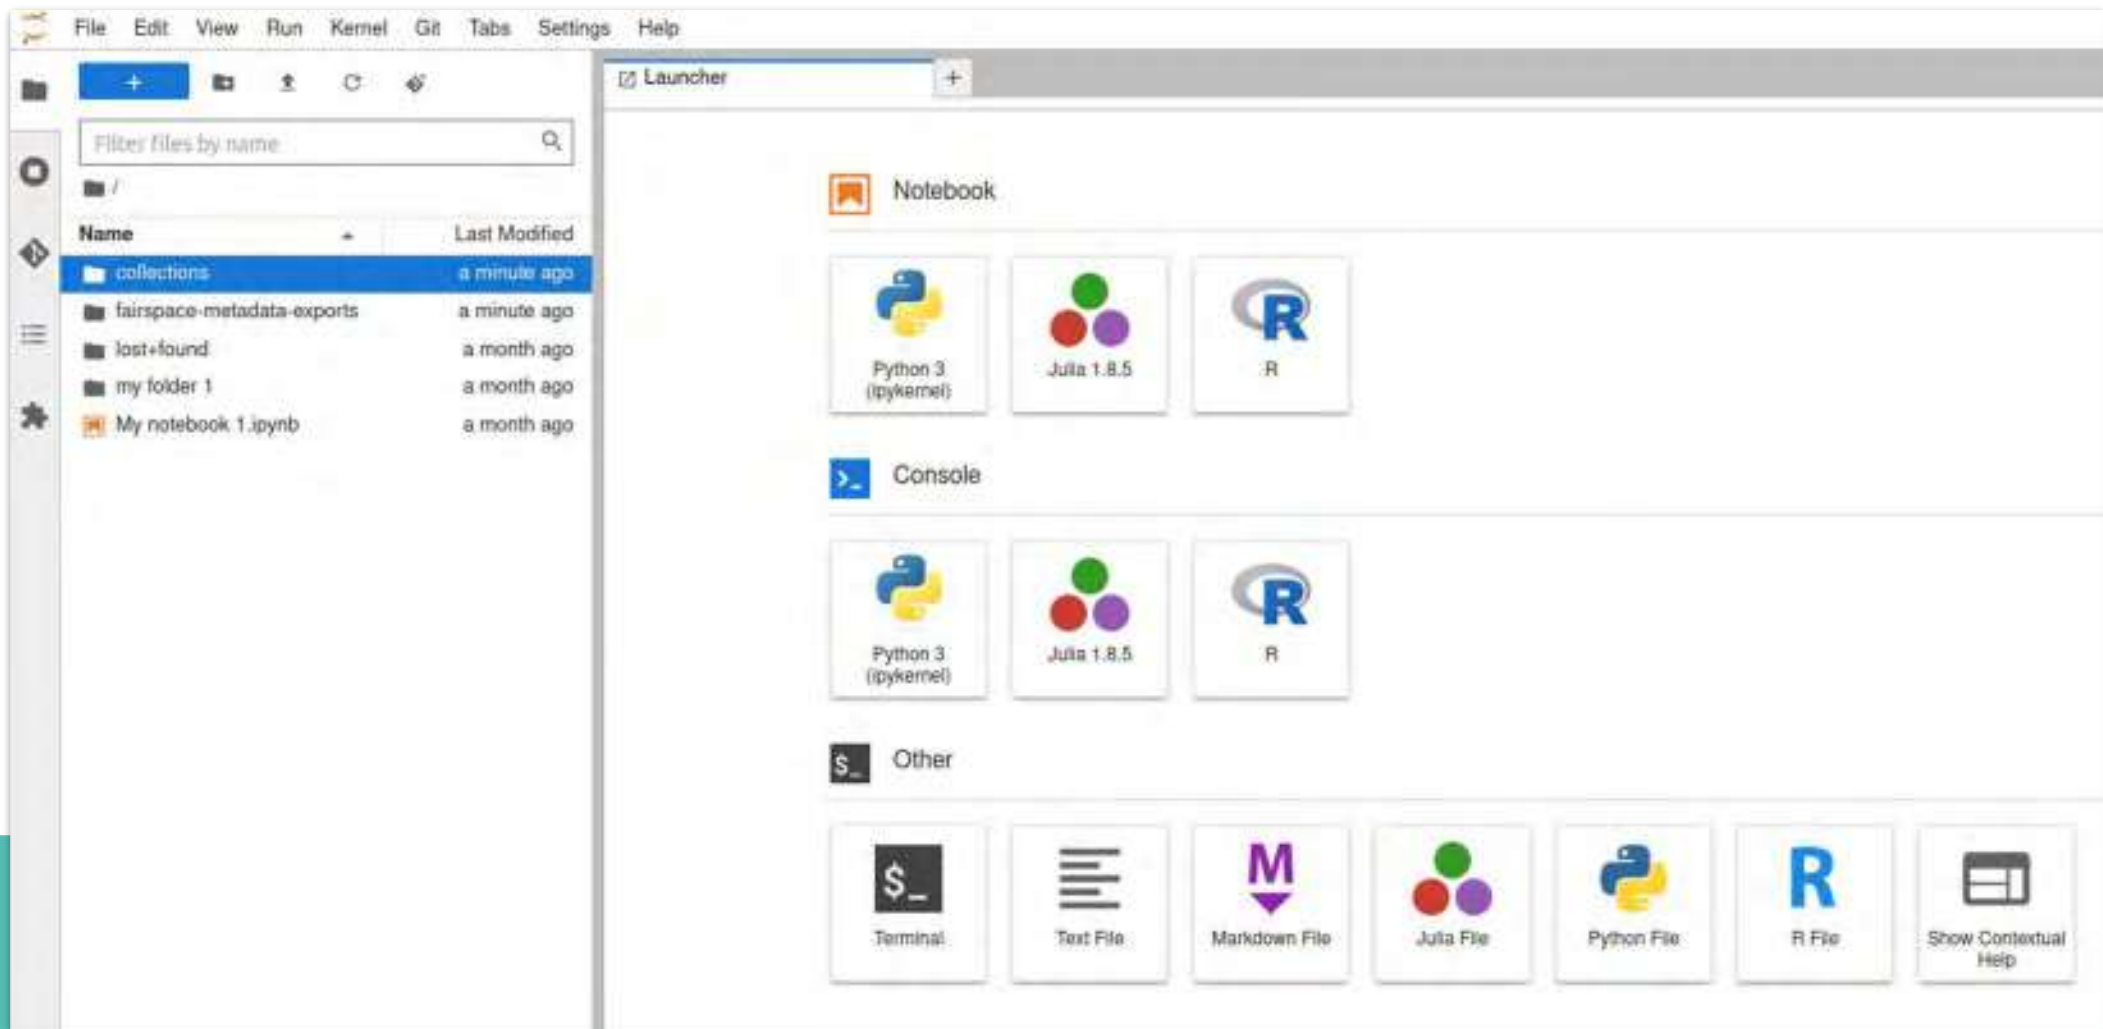 File Edit View Run Kernel Git Tabs Settings Help
+
Launcher
+
Filter files by name
/
Name Last Modified
collections a minute ago
fairspace-metadata-exports a minute ago
lost+found a month ago
my folder 1 a month ago
My notebook 1.ipynb a month ago
Notebook
Python 3
(ipykernel)
Julia 1.8.5
R
Console
Python 3
(ipykernel)
Julia 1.8.5
R
$_ Other
$_
Terminal
Text File
M
Markdown File
Julia File
Python File
R
R File
Show Contextual
Help